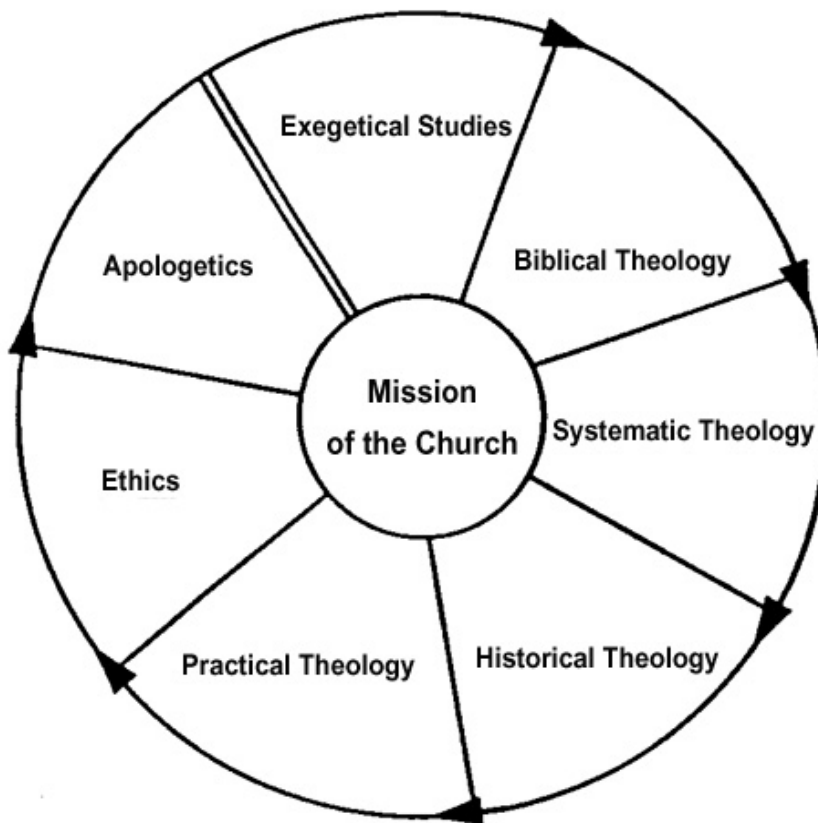 Exegetical Studies
Biblical Theology
Systematic Theology
Historical Theology
Practical Theology
Ethics
Apologetics
Mission
of the Church